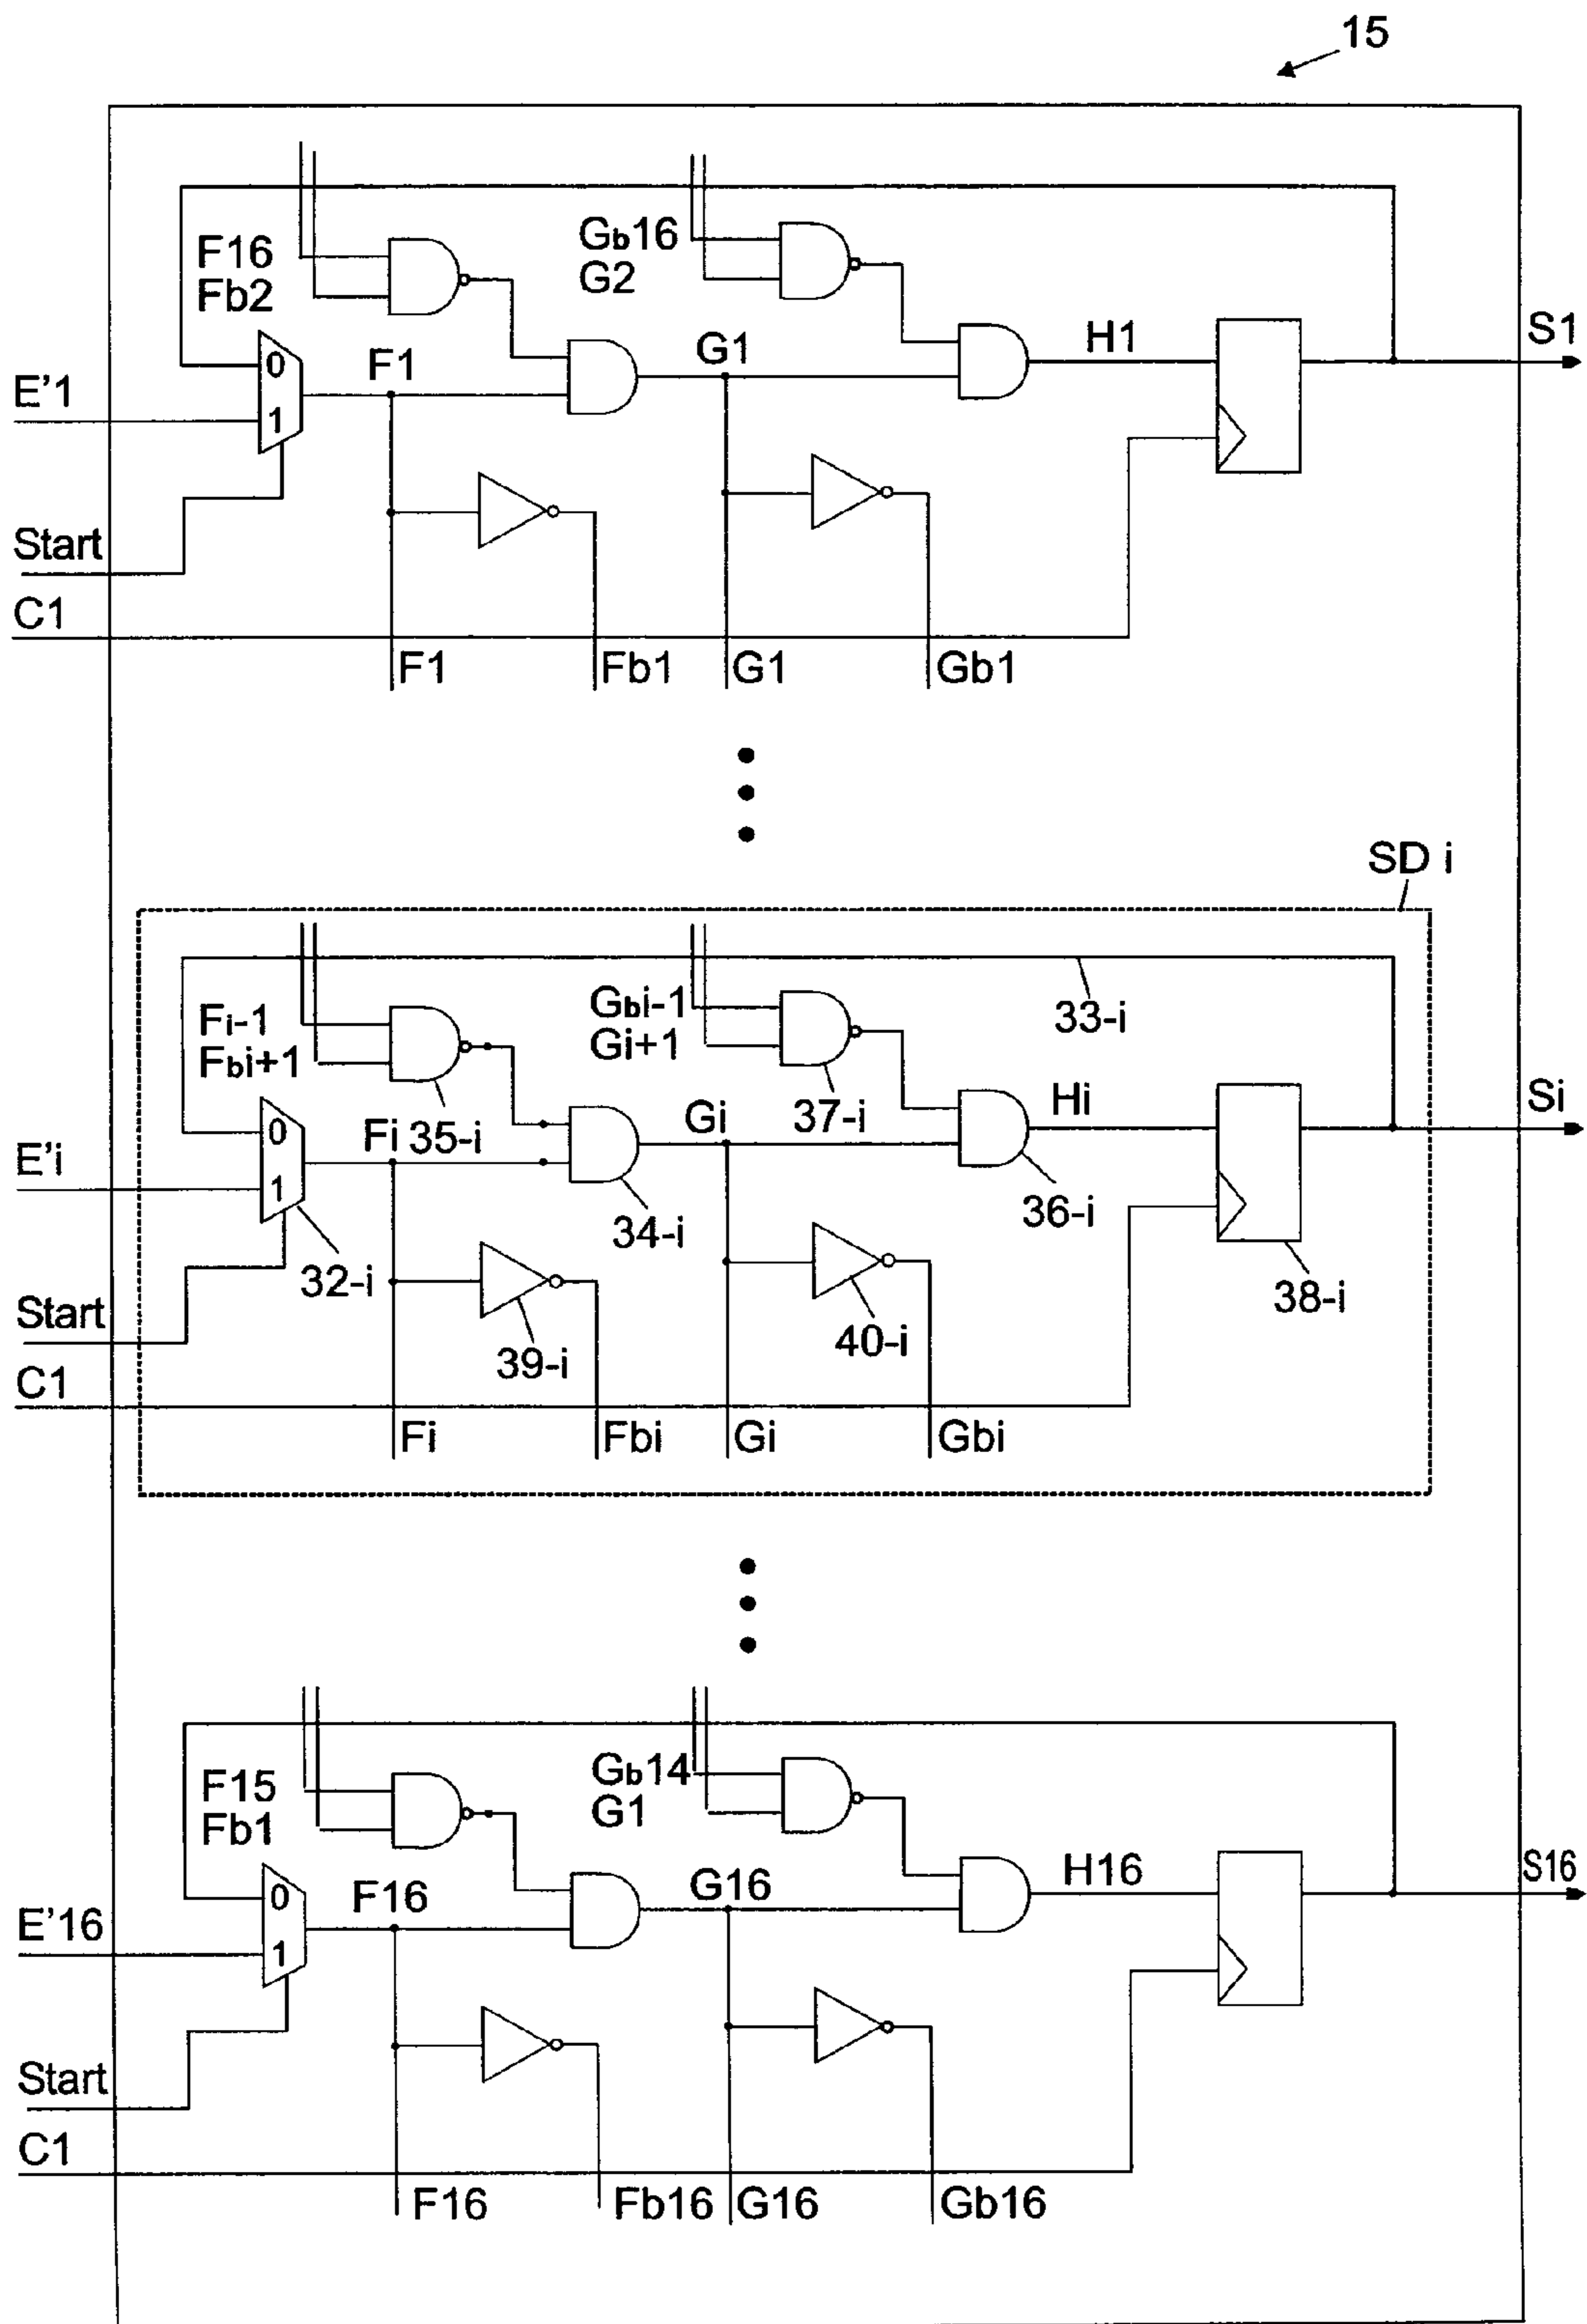 15
F16
Fb2
Gb16
G2
F1
G1
H1
S1
0
1
E'1
Start
C1
F1
Fb1
G1
Gb1
SD i
Fi-1
Fbi+1
Gbi-1
Gi+1
33-i
Fi
35-i
Gi
37-i
Hi
Si
0
1
E'i
34-i
36-i
32-i
38-i
Start
39-i
40-i
C1
Fi
Fbi
Gi
Gbi
F15
Fb1
Gb14
G1
F16
G16
H16
S16
0
1
E'16
Start
C1
F16
Fb16
G16
Gb16